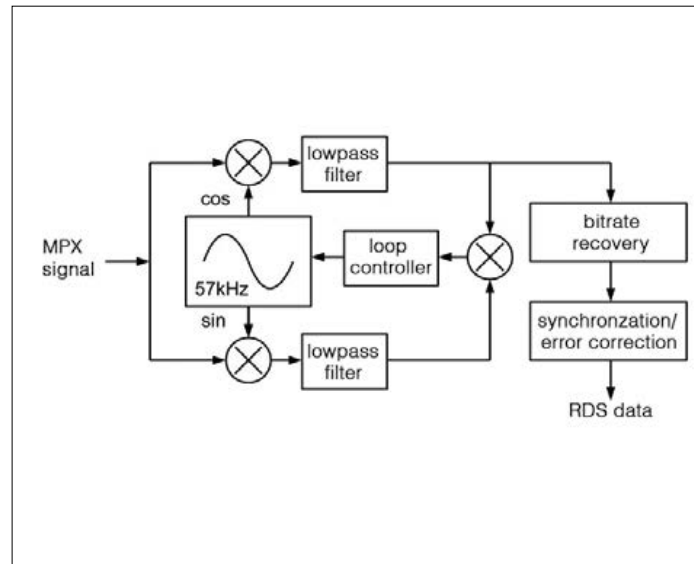 lowpass
filter
cos
MPX
signal
57kHz
loop
controller
bitrate
recovery
sin
lowpass
filter
synchronzation/
error correction
RDS data